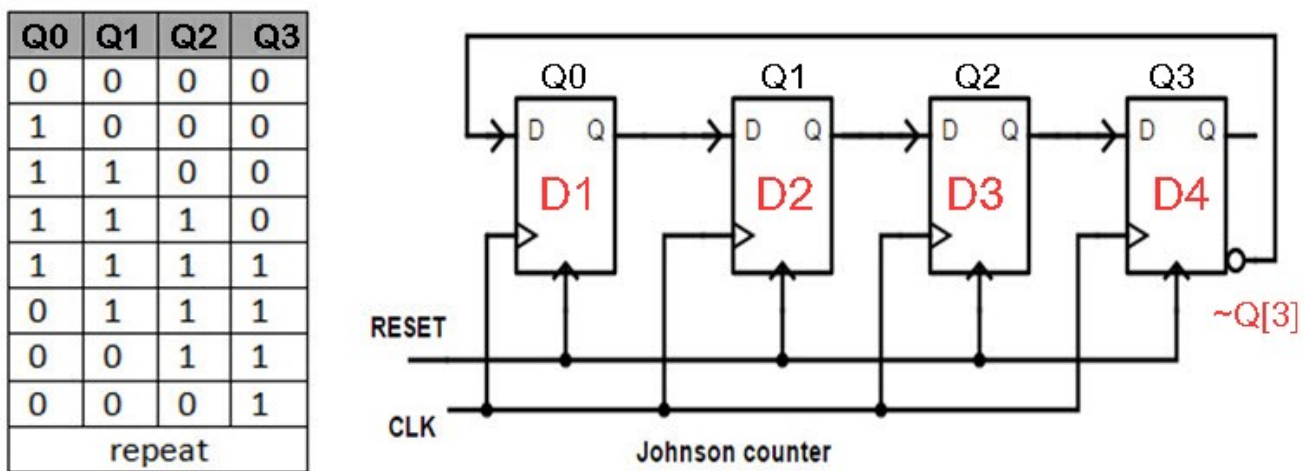 Q0 Q1 Q2 Q3
0 0 0 0
1 0 0 0
1 1 0 0
1 1 1 0
1 1 1 1
0 1 1 1
0 0 1 1
0 0 0 1
repeat
Q0 Q1 Q2 Q3
D Q D Q D Q D Q
D1 D2 D3 D4
~Q[3]
RESET
CLK
Johnson counter